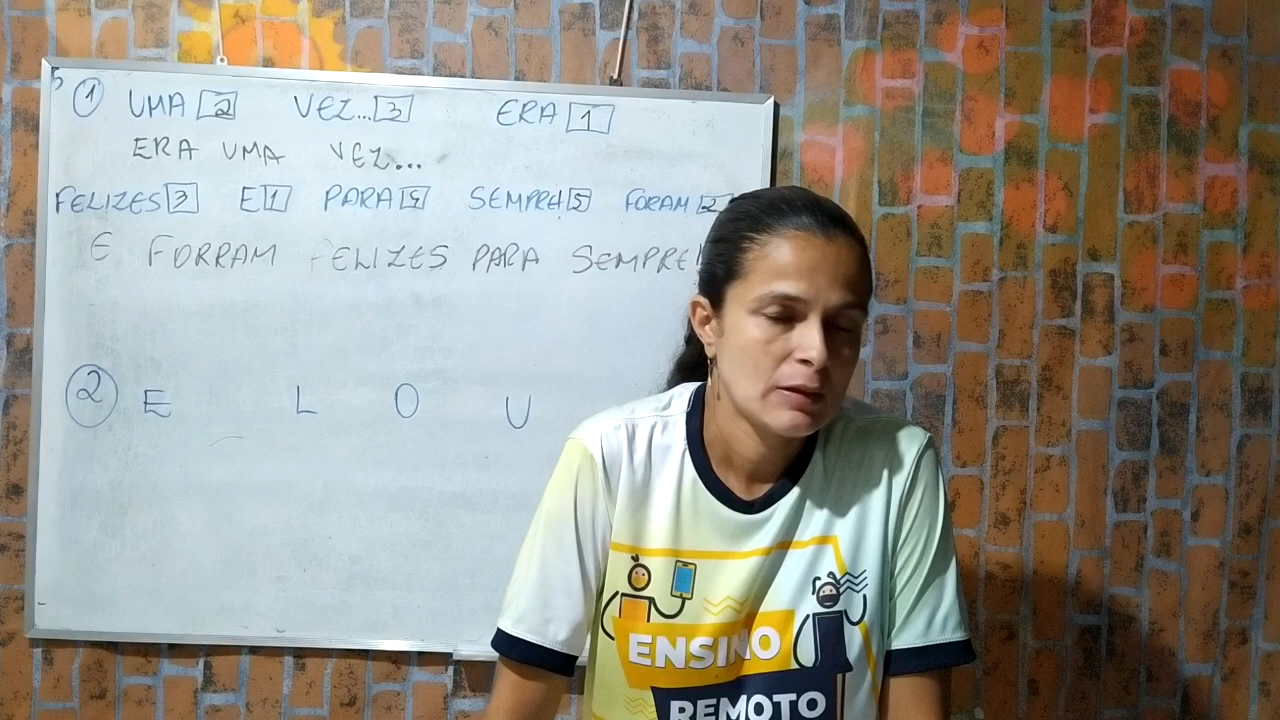 1 UMA 2 VEZ... 3 ERA 1
ERA UMA VEZ...
FELIZES 3 E 1 PARA 4 SEMPRE! 5 FORAM 2
E FORRAM FELIZES PARA SEMPRE!
2 E L O U
ENSINO
REMOTO